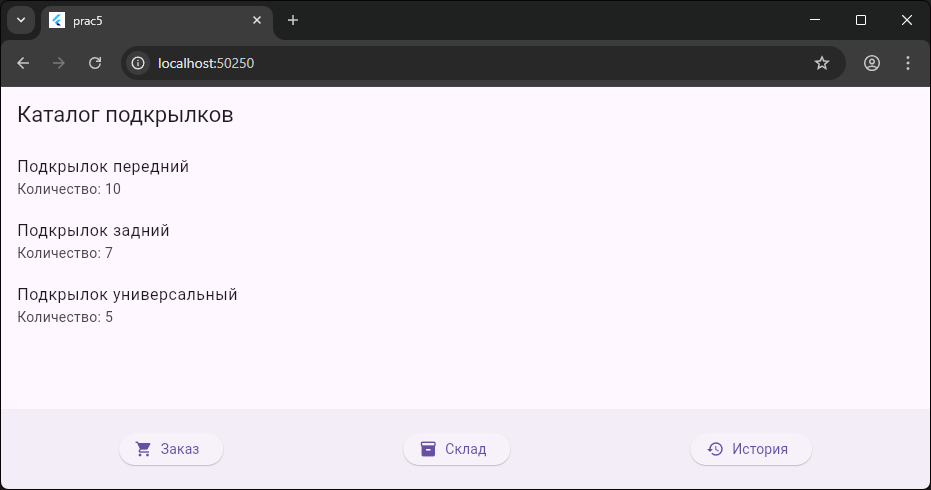 prac5
localhost:50250
Каталог подкрылков
Подкрылок передний
Количество: 10
Подкрылок задний
Количество: 7
Подкрылок универсальный
Количество: 5
Заказ Склад История